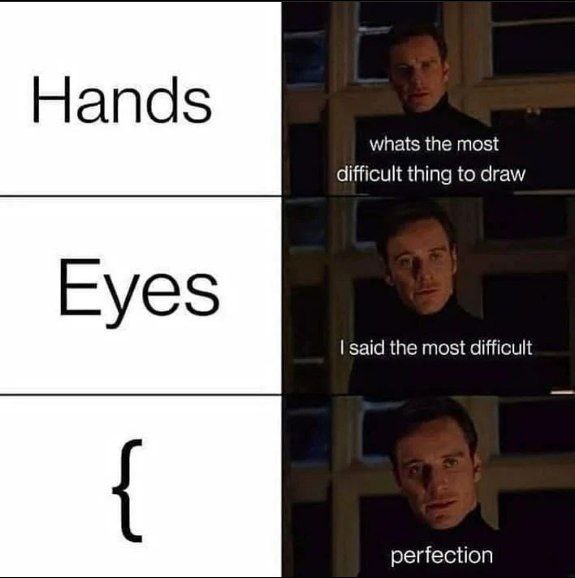 Hands
whats the most
difficult thing to draw
Eyes
I said the most difficult
{
perfection